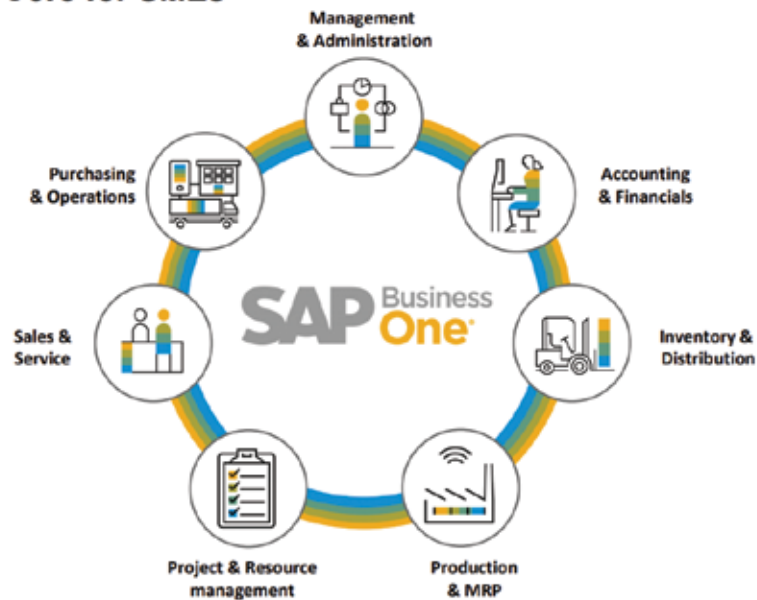 Management
& Administration
Purchasing
& Operations
Accounting
& Financials
SAP Business
One
Sales &
Service
Inventory &
Distribution
Project & Resource
management
Production
& MRP